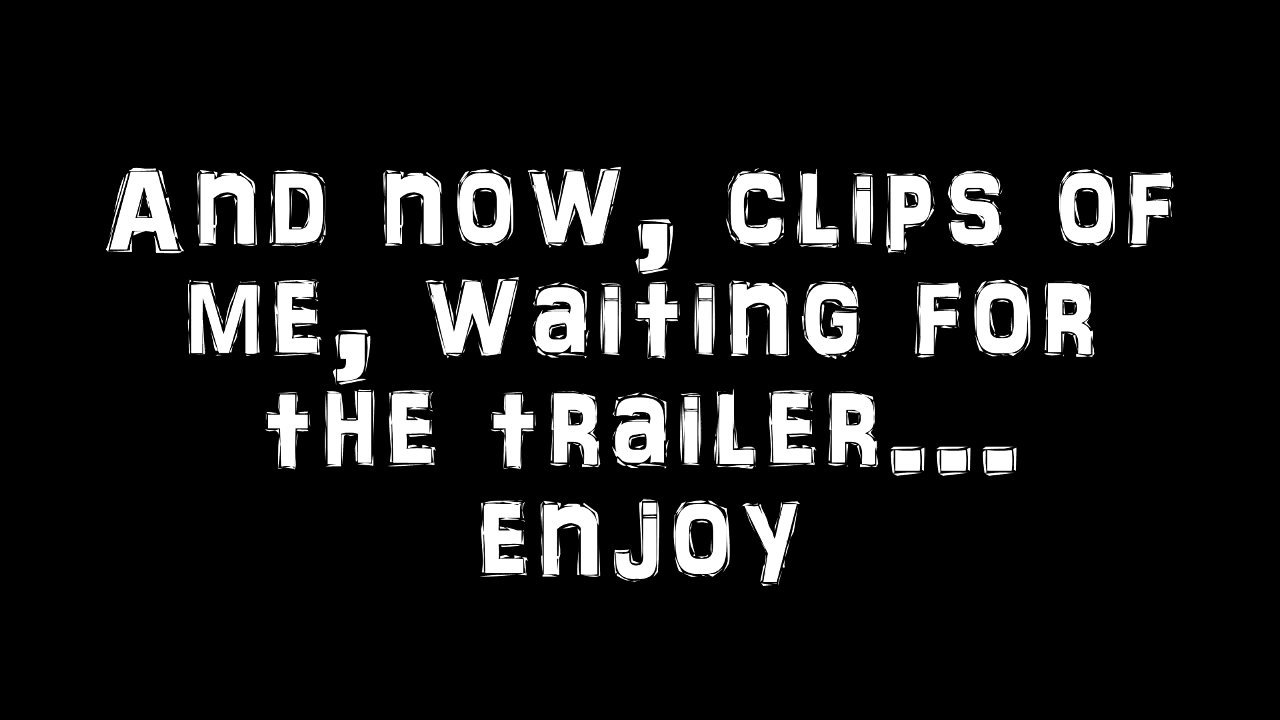 And now, clips of
me, waiting for
the trailer...
enjoy